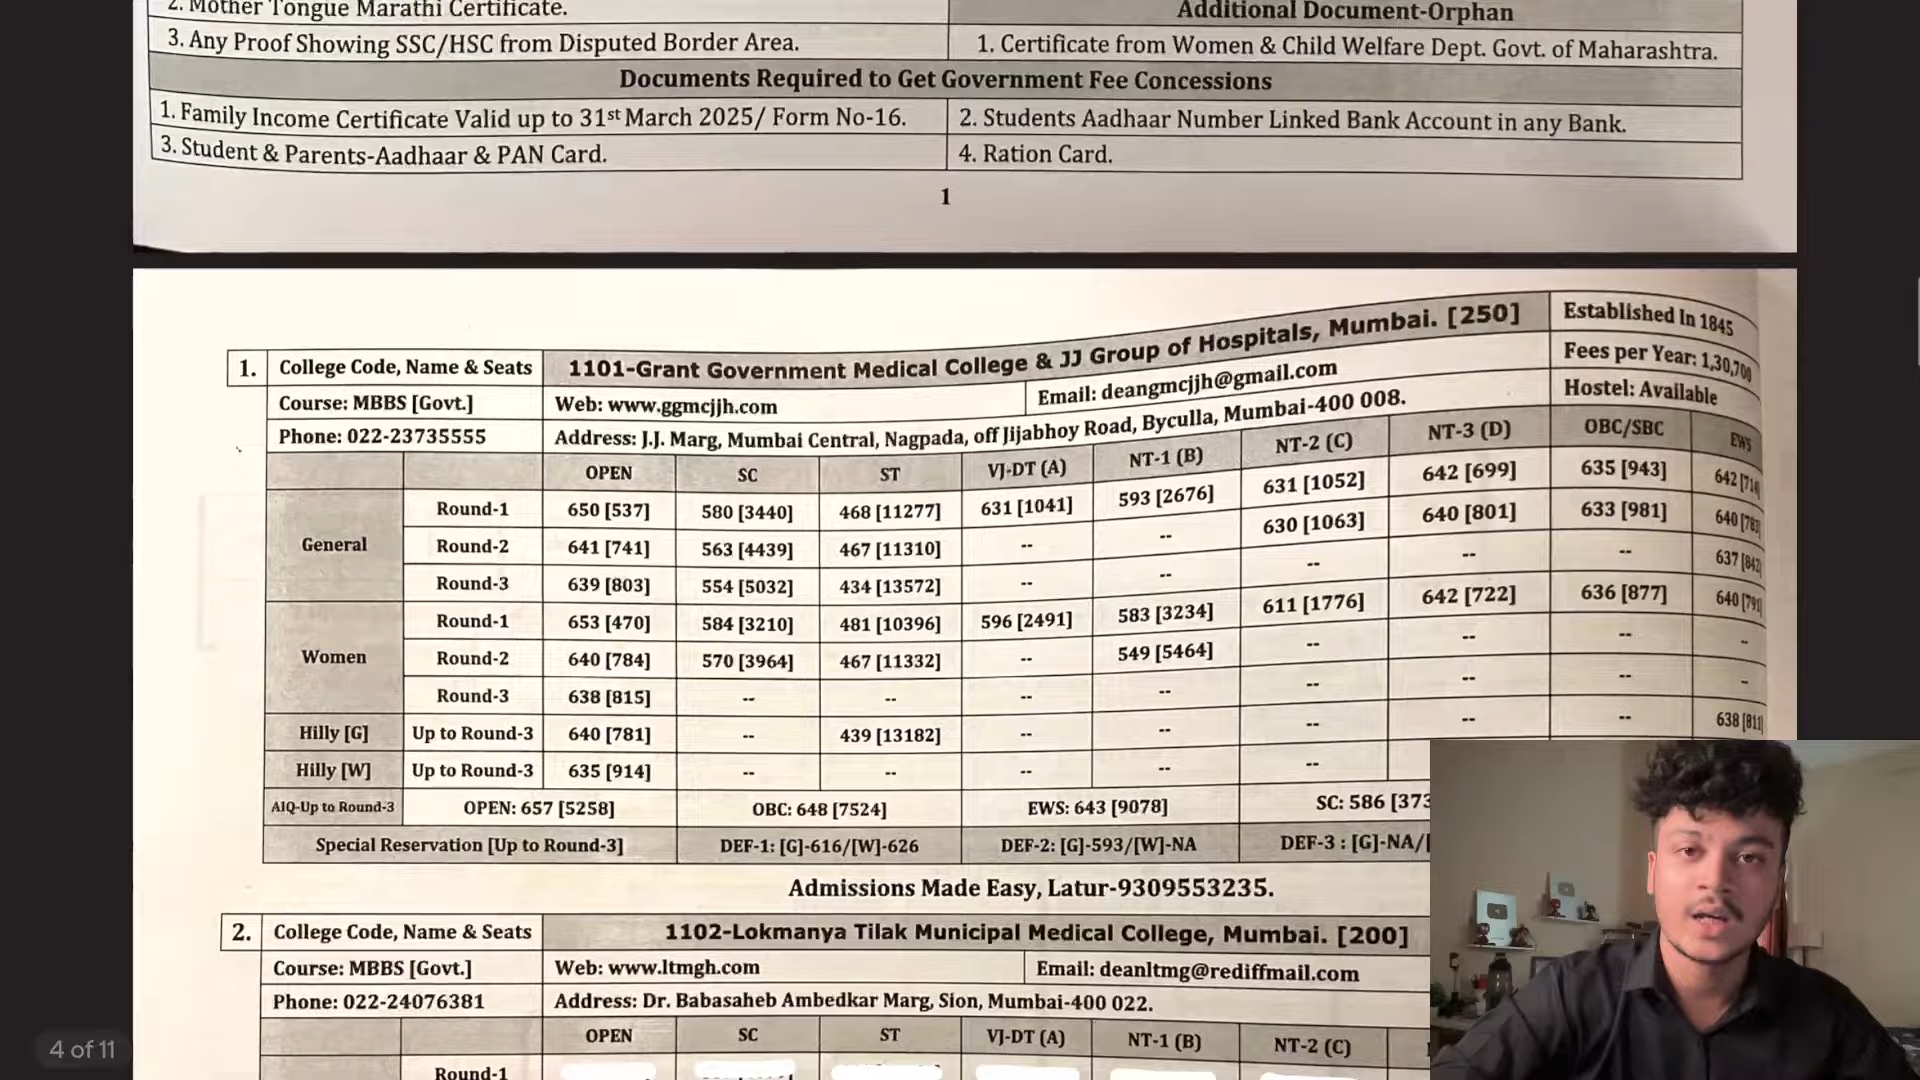 2. Mother Tongue Marathi Certificate.
Additional Document-Orphan
3. Any Proof Showing SSC/HSC from Disputed Border Area.
1. Certificate from Women & Child Welfare Dept. Govt. of Maharashtra.
Documents Required to Get Government Fee Concessions
1. Family Income Certificate Valid up to 31st March 2025/ Form No-16.
2. Students Aadhaar Number Linked Bank Account in any Bank.
3. Student & Parents-Aadhaar & PAN Card.
4. Ration Card.
1
1. College Code, Name & Seats 1101-Grant Government Medical College & JJ Group of Hospitals, Mumbai. [250] Established In 1845
Course: MBBS [Govt.] Web: www.ggmcjjh.com Email: deangmcjjh@gmail.com Fees per Year: 1,30,700
Phone: 022-23735555 Address: J.J. Marg, Mumbai Central, Nagpada, off Jijabhoy Road, Byculla, Mumbai-400 008. Hostel: Available
OPEN SC ST VJ-DT (A) NT-1 (B) NT-2 (C) NT-3 (D) OBC/SBC EWS
General
Round-1 650 [537] 580 [3440] 468 [11277] 631 [1041] 593 [2676] 631 [1052] 642 [699] 635 [943] 642
Round-2 641 [741] 563 [4439] 467 [11310] -- -- 630 [1063] 640 [801] 633 [981] 640
Round-3 639 [803] 554 [5032] 434 [13572] -- -- -- -- -- 637
Women
Round-1 653 [470] 584 [3210] 481 [10396] 596 [2491] 583 [3234] 611 [1776] 642 [722] 636 [877] 640
Round-2 640 [784] 570 [3964] 467 [11332] -- 549 [5464] -- -- -- --
Round-3 638 [815] -- -- -- -- -- -- -- --
Hilly [G] Up to Round-3 640 [781] -- 439 [13182] -- -- -- -- -- 638
Hilly [W] Up to Round-3 635 [914] -- -- -- -- --
AIQ-Up to Round-3 OPEN: 657 [5258] OBC: 648 [7524] EWS: 643 [9078] SC: 586 [373
Special Reservation [Up to Round-3] DEF-1: [G]-616/[W]-626 DEF-2: [G]-593/[W]-NA DEF-3 : [G]-NA/
Admissions Made Easy, Latur-9309553235.
2. College Code, Name & Seats 1102-Lokmanya Tilak Municipal Medical College, Mumbai. [200]
Course: MBBS [Govt.] Web: www.ltmgh.com Email: deanltmg@rediffmail.com
Phone: 022-24076381 Address: Dr. Babasaheb Ambedkar Marg, Sion, Mumbai-400 022.
OPEN SC ST VJ-DT (A) NT-1 (B) NT-2 (C)
Round-1
4 of 11